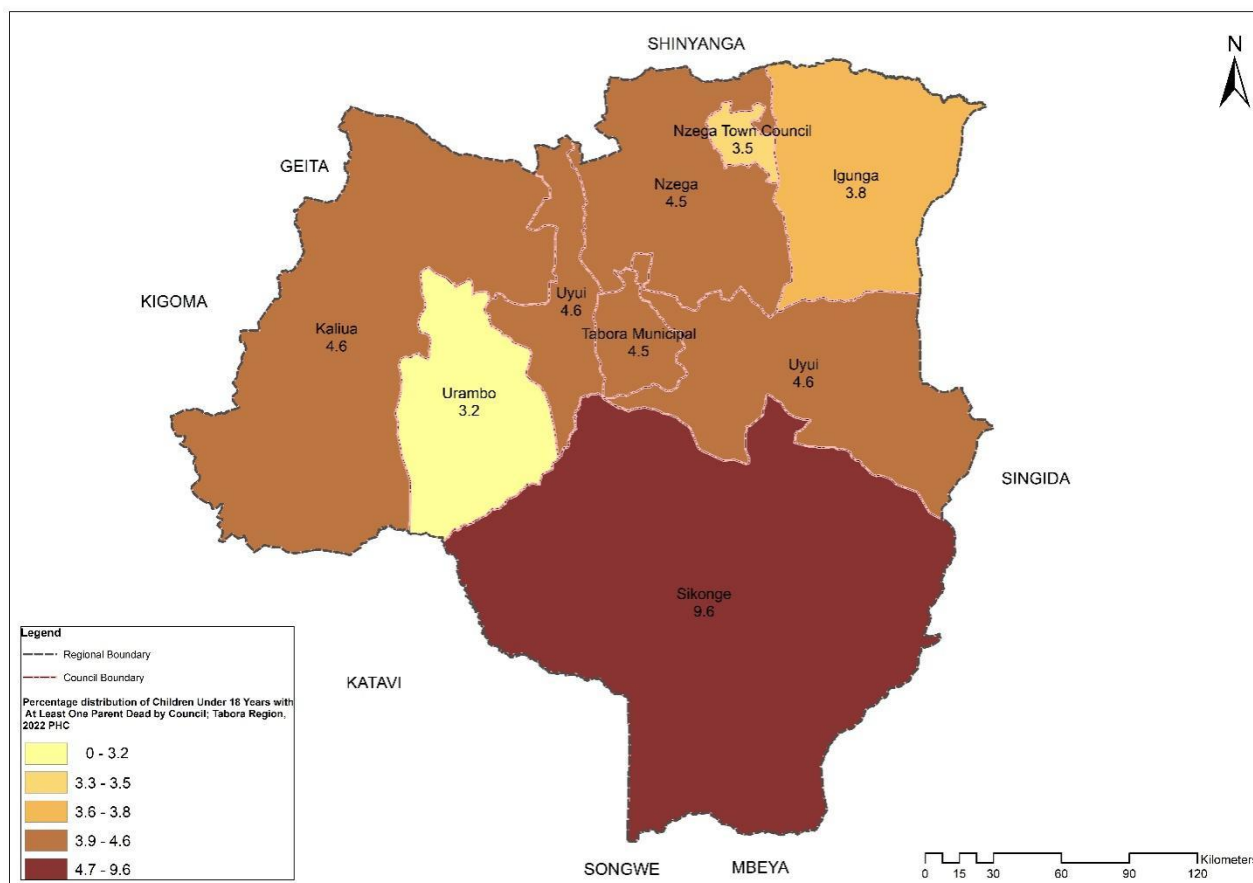 SHINYANGA
N
Nzega Town Council
3.5
GEITA
Igunga
3.8
Nzega
4.5
KIGOMA
Uyui
4.6
Kaliua
4.6
Tabora Municipal
4.5
Uyui
4.6
Urambo
3.2
SINGIDA
Sikonge
9.6
KATAVI
SONGWE
MBEYA
Legend
Regional Boundary
Council Boundary
Percentage distribution of Children Under 18 Years with
At Least One Parent Dead by Council; Tabora Region,
2022 PHC
0 - 3.2
3.3 - 3.5
3.6 - 3.8
3.9 - 4.6
4.7 - 9.6
Kilometers
0 15 30 60 90 120